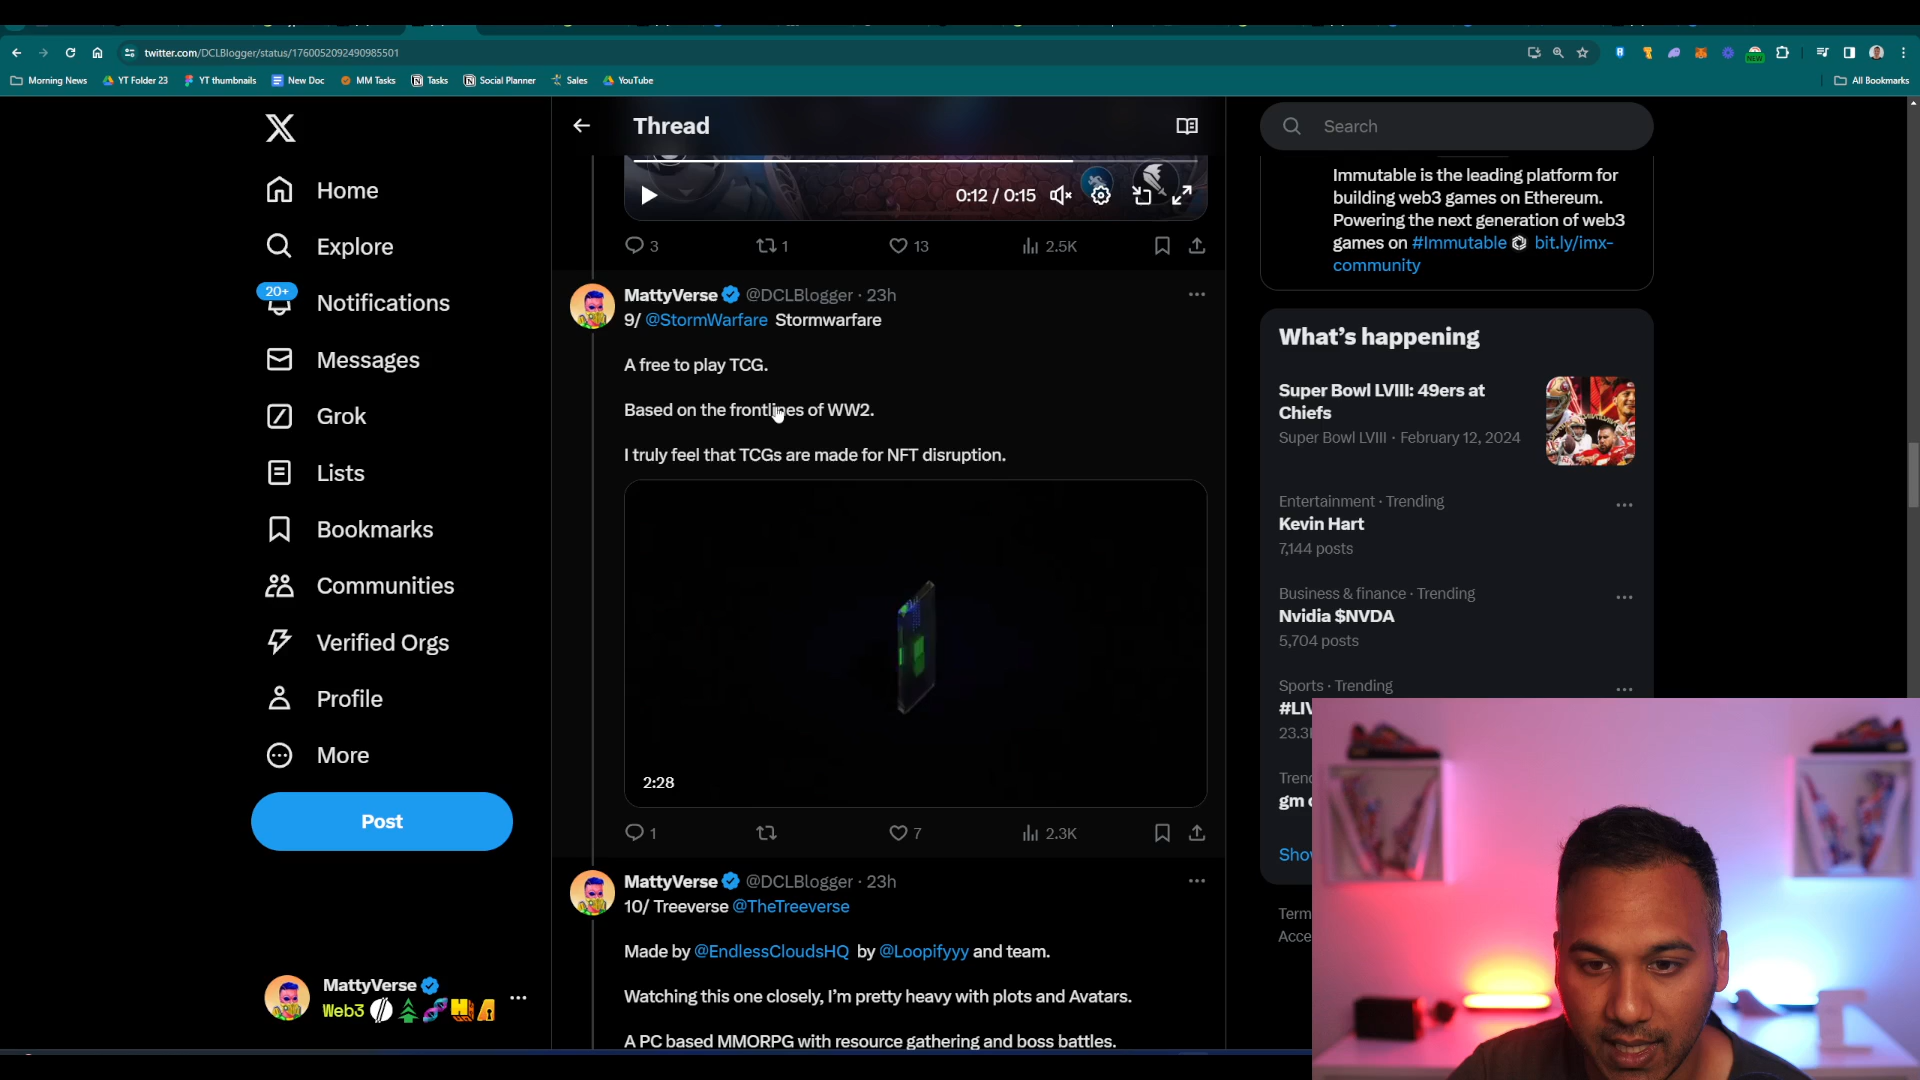 twitter.com/DCLBlogger/status/1760052092490985501
NEW
Morning News
YT Folder 23
YT thumbnails
New Doc
MM Tasks
Tasks
Social Planner
Sales
YouTube
All Bookmarks
Home
Explore
20+
Notifications
Messages
Grok
Lists
Bookmarks
Communities
Verified Orgs
Profile
More
Post
MattyVerse
Web3
Thread
0:12 / 0:15
3
1
13
2.5K
MattyVerse @DCLBlogger · 23h
9/ @StormWarfare Stormwarfare
A free to play TCG.
Based on the frontlines of WW2.
I truly feel that TCGs are made for NFT disruption.
2:28
1
7
2.3K
MattyVerse @DCLBlogger · 23h
10/ Treeverse @TheTreeverse
Made by @EndlessCloudsHQ by @Loopifyyy and team.
Watching this one closely, I'm pretty heavy with plots and Avatars.
A PC based MMORPG with resource gathering and boss battles.
Search
Immutable is the leading platform for
building web3 games on Ethereum.
Powering the next generation of web3
games on #Immutable bit.ly/imx-
community
What's happening
Super Bowl LVIII: 49ers at
Chiefs
Super Bowl LVIII · February 12, 2024
Entertainment · Trending
Kevin Hart
7,144 posts
Business & finance · Trending
Nvidia $NVDA
5,704 posts
Sports · Trending
#LIV
23.3
Trend
gm
Show
Term
Acce